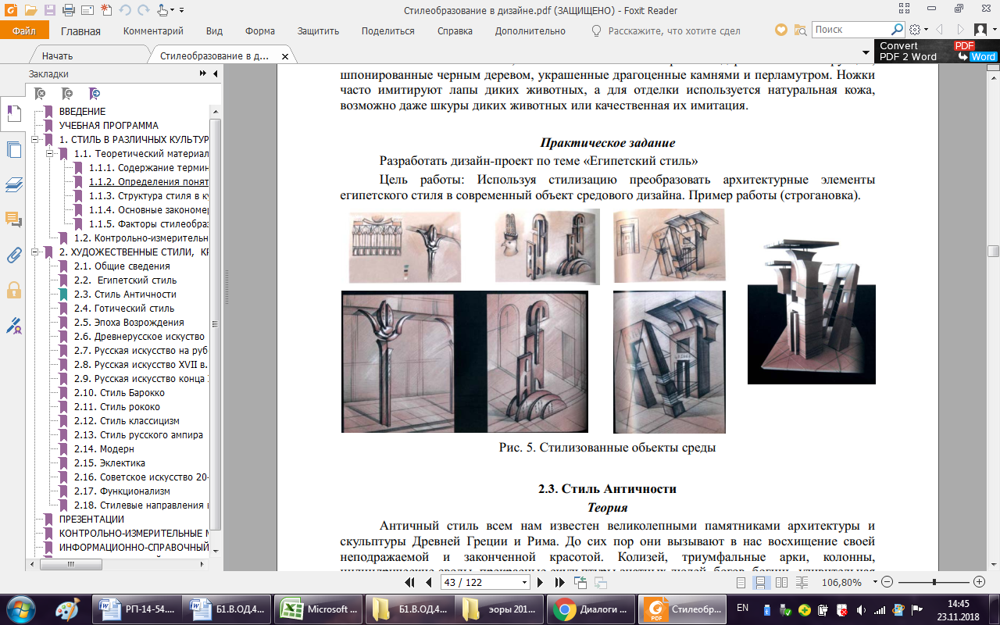 Стилеобразование в дизайне.pdf (ЗАЩИЩЕНО) - Foxit Reader
Файл Главная Комментарий Вид Форма Защитить Поделиться Справка Дополнительно Расскажите, что хотите сдел Поиск
Начать Стилеобразование в д...
Convert PDF
PDF 2 Word Word
Закладки
ВВЕДЕНИЕ
УЧЕБНАЯ ПРОГРАММА
1. СТИЛЬ В РАЗЛИЧНЫХ КУЛЬТУР
1.1. Теоретический материал
1.1.1. Содержание термин
1.1.2. Определения понят
1.1.3. Структура стиля в ку
1.1.4. Основные закономер
1.1.5. Факторы стилеобраз
1.2. Контрольно-измерительн
2. ХУДОЖЕСТВЕННЫЕ СТИЛИ, КР
2.1. Общие сведения
2.2. Египетский стиль
2.3. Стиль Античности
2.4. Готический стиль
2.5. Эпоха Возрождения
2.6. Древнерусское искуство
2.7. Русская искусство на руб
2.8. Русская искусство XVII в.
2.9. Русская искусство конца
2.10. Стиль Барокко
2.11. Стиль рококо
2.12. Стиль классицизм
2.13. Стиль русского ампира
2.14. Модерн
2.15. Эклектика
2.16. Советское искусство 20-
2.17. Функционализм
2.18. Стилевые направления
ПРЕЗЕНТАЦИИ
КОНТРОЛЬНО-ИЗМЕРИТЕЛЬНЫЕ М
ИНФОРМАЦИОННО-СПРАВОЧНЫЙ
шпонированные черным деревом, украшенные драгоценные камнями и перламутром. Ножки
часто имитируют лапы диких животных, а для отделки используется натуральная кожа,
возможно даже шкуры диких животных или качественная их имитация.
Практическое задание
Разработать дизайн-проект по теме «Египетский стиль»
Цель работы: Используя стилизацию преобразовать архитектурные элементы
египетского стиля в современный объект средового дизайна. Пример работы (строгановка).
Рис. 5. Стилизованные обьекты среды
2.3. Стиль Античности
Теория
Античный стиль всем нам известен великолепными памятниками архитектуры и
скульптуры Древней Греции и Рима. До сих пор они вызывают в нас восхищение своей
неподражаемой и законченной красотой. Колизей, триумфальные арки, колонны,
43 / 122 106,80%
РП-14-54.... Б1.В.ОД.4... Microsoft ... Б1.В.ОД.4... эоры 201... Диалоги ... Стилеобр... EN 14:45
23.11.2018